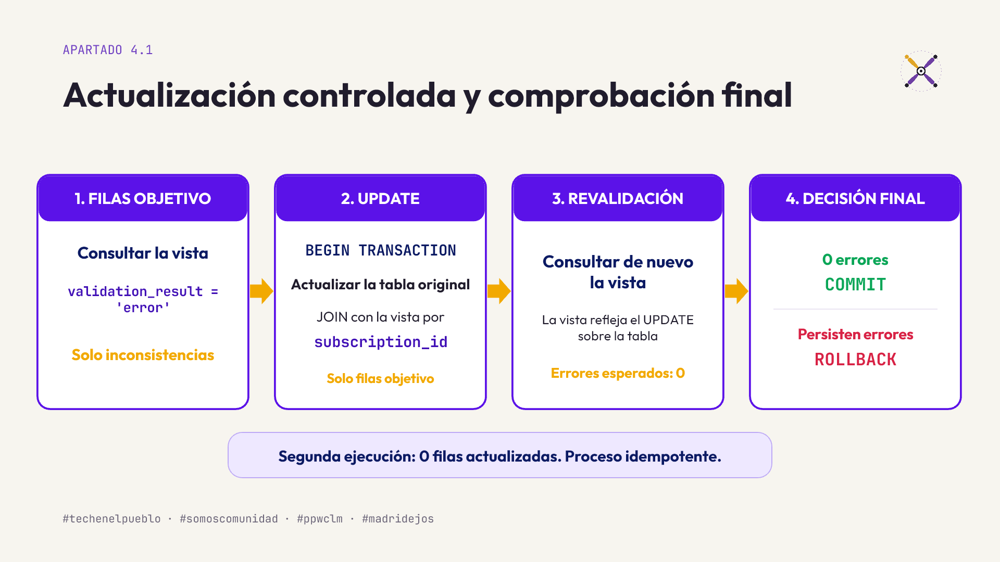 APARTADO 4.1
Actualización controlada y comprobación final
1. FILAS OBJETIVO
Consultar la vista
validation_result =
'error'
Solo inconsistencias
2. UPDATE
BEGIN TRANSACTION
Actualizar la tabla original
JOIN con la vista por
subscription_id
Solo filas objetivo
3. REVALIDACIÓN
Consultar de nuevo
la vista
La vista refleja el UPDATE
sobre la tabla
Errores esperados: 0
4. DECISIÓN FINAL
0 errores
COMMIT
Persisten errores
ROLLBACK
Segunda ejecución: 0 filas actualizadas. Proceso idempotente.
#techenelpueblo · #somoscomunidad · #ppwclm · #madridejos